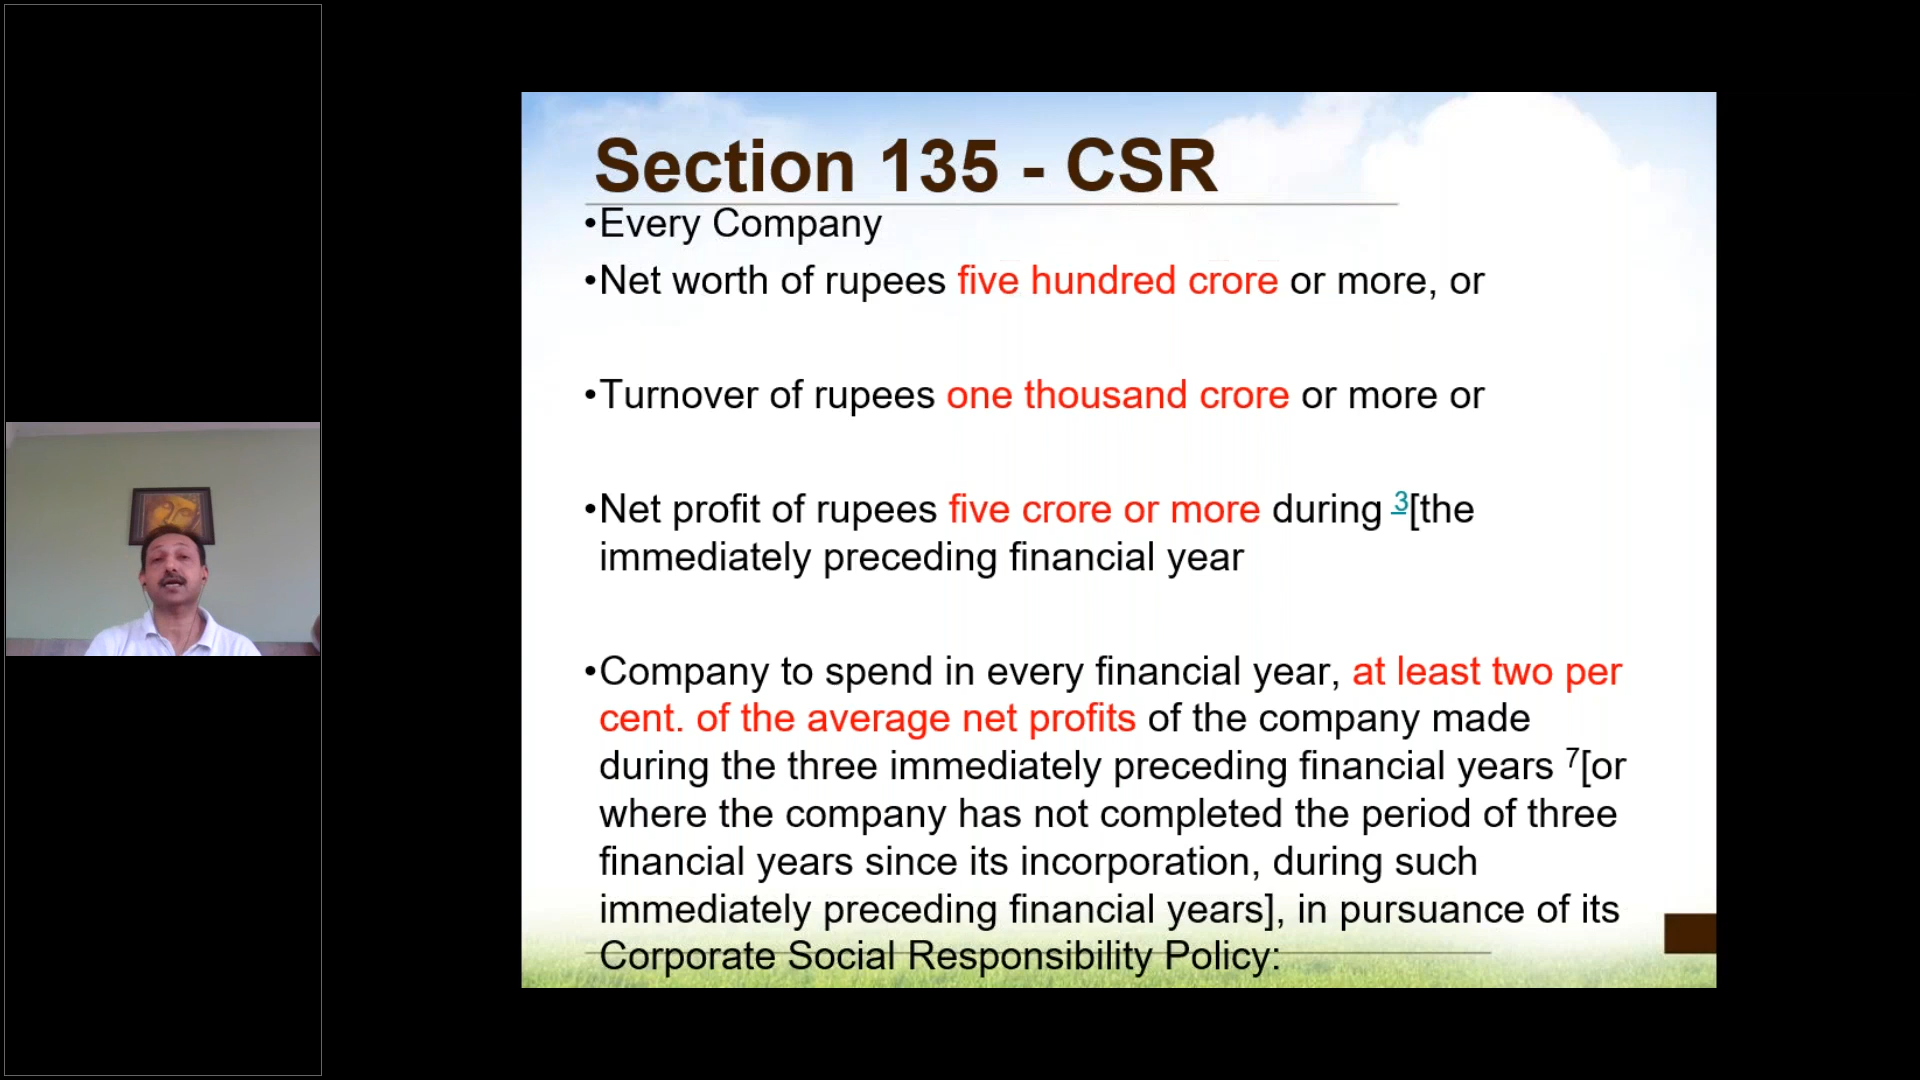 Section 135 - CSR
•Every Company
•Net worth of rupees five hundred crore or more, or
•Turnover of rupees one thousand crore or more or
•Net profit of rupees five crore or more during 3[the
immediately preceding financial year
•Company to spend in every financial year, at least two per
cent. of the average net profits of the company made
during the three immediately preceding financial years 7[or
where the company has not completed the period of three
financial years since its incorporation, during such
immediately preceding financial years], in pursuance of its
Corporate Social Responsibility Policy: